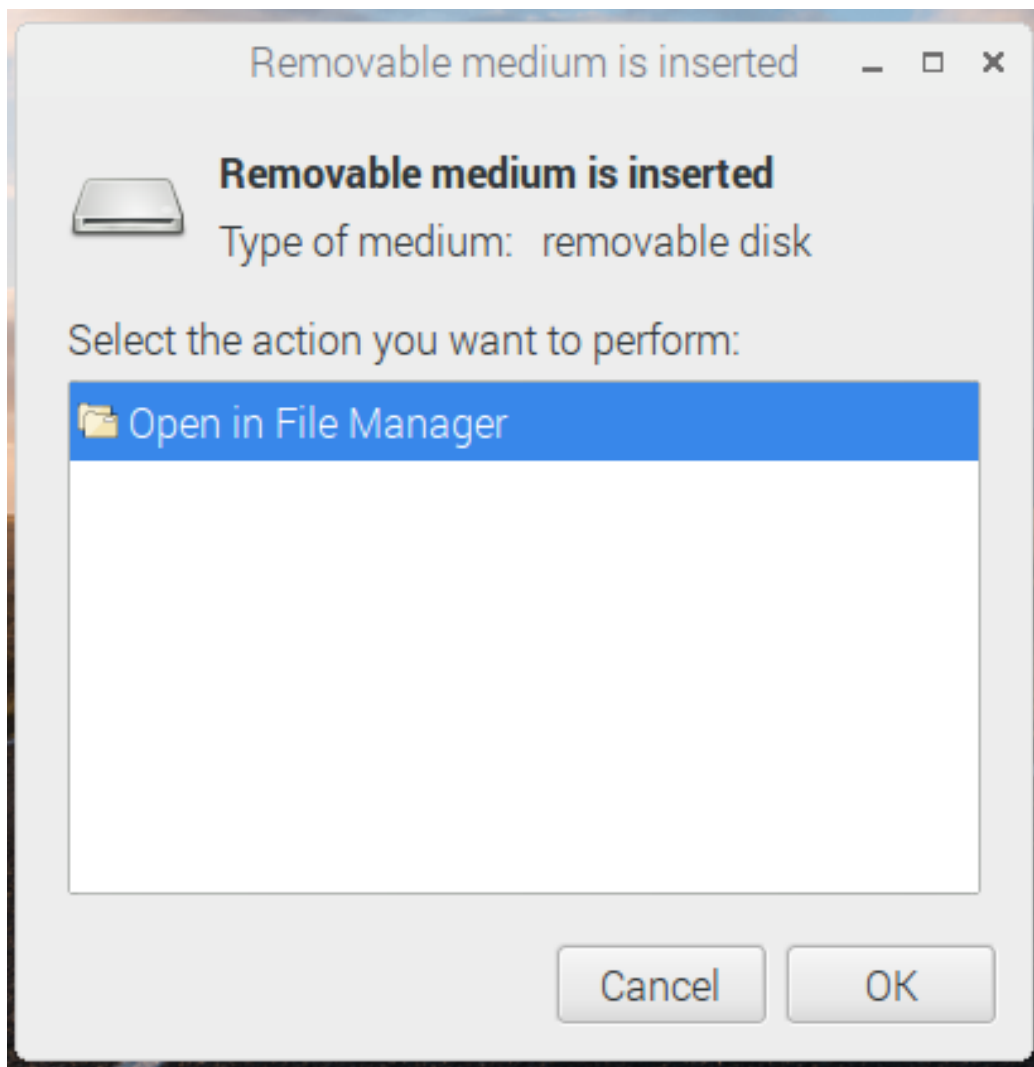 Removable medium is inserted
Removable medium is inserted
Type of medium: removable disk
Select the action you want to perform:
Open in File Manager
Cancel OK